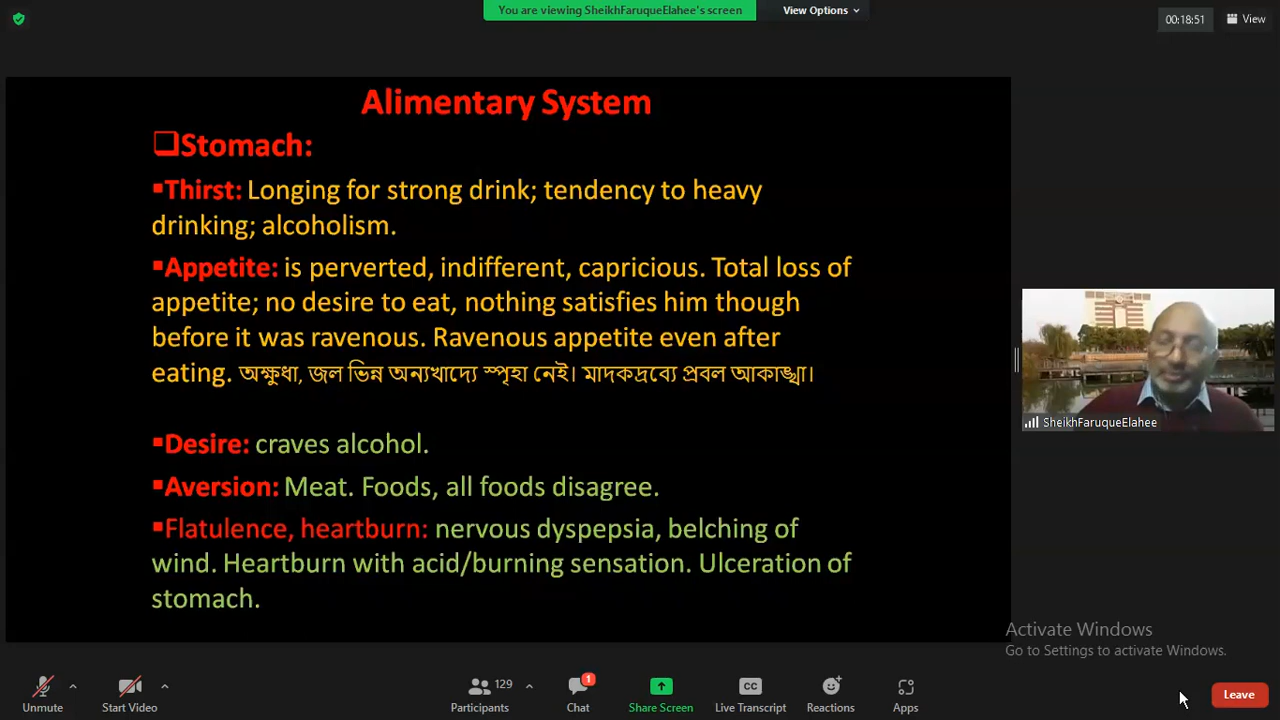 You are viewing SheikhFaruqueElahee's screen
View Options
00:18:51
View
Alimentary System
❑Stomach:
▪Thirst: Longing for strong drink; tendency to heavy
drinking; alcoholism.
▪Appetite: is perverted, indifferent, capricious. Total loss of
appetite; no desire to eat, nothing satisfies him though
before it was ravenous. Ravenous appetite even after
eating. অক্ষুধা, জল ভিন্ন অন্যখাদ্যে স্পৃহা নেই। মাদকদ্রব্যে প্রবল আকাঙ্খা।
▪Desire: craves alcohol.
▪Aversion: Meat. Foods, all foods disagree.
▪Flatulence, heartburn: nervous dyspepsia, belching of
wind. Heartburn with acid/burning sensation. Ulceration of
stomach.
SheikhFaruqueElahee
Activate Windows
Go to Settings to activate Windows.
Unmute
Start Video
129
Participants
1
Chat
Share Screen
CC
Live Transcript
Reactions
Apps
Leave